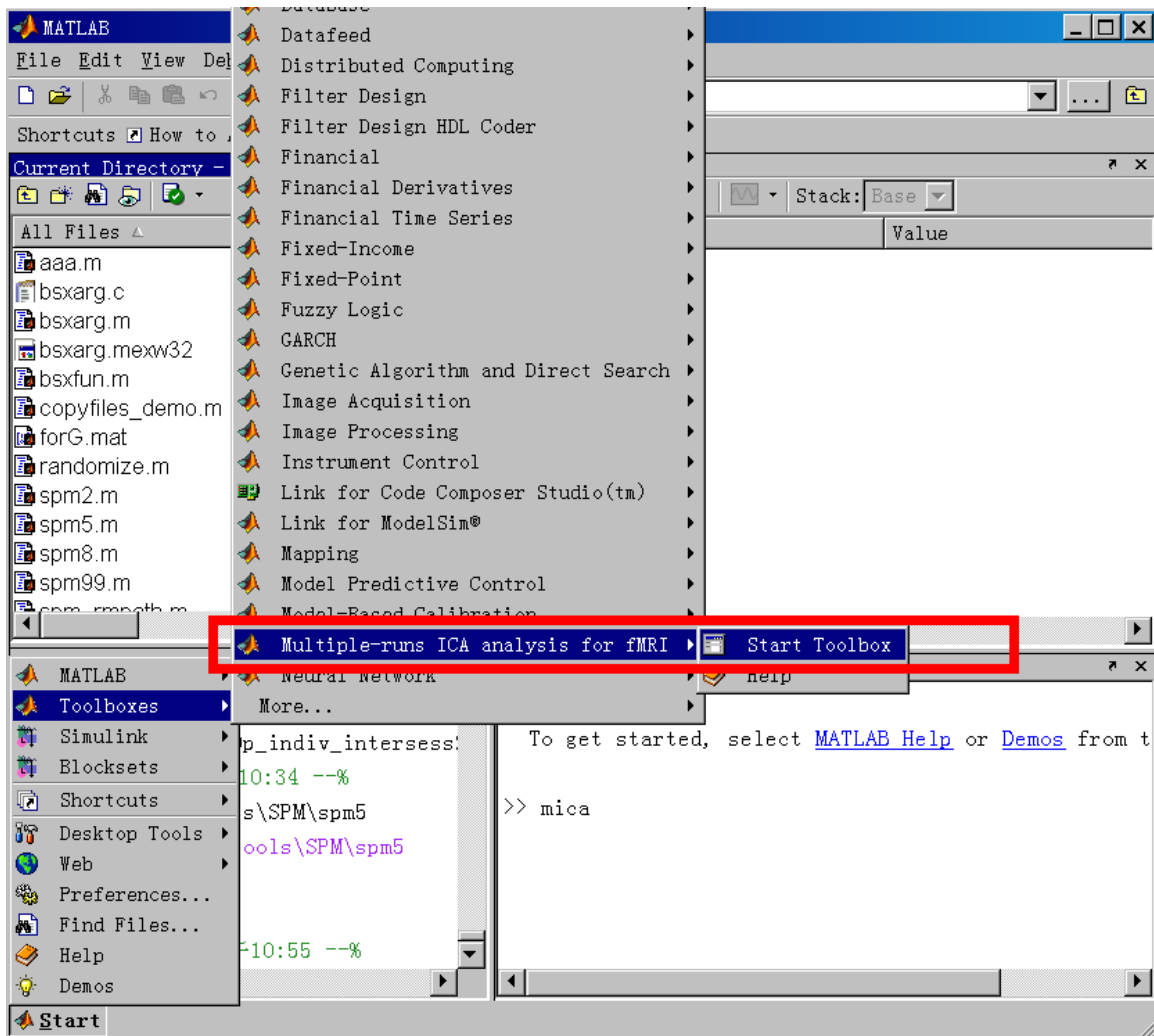 MATLAB
File Edit View
Shortcuts How to
Current Directory -
Stack: Base
All Files
Value
aaa.m
bsxarg.c
bsxarg.m
bsxarg.mexw32
bsxfun.m
copyfiles_demo.m
forG.mat
randomize.m
spm2.m
spm5.m
spm8.m
spm99.m
spm_rmpath.m
Database
Datafeed
Distributed Computing
Filter Design
Filter Design HDL Coder
Financial
Financial Derivatives
Financial Time Series
Fixed-Income
Fixed-Point
Fuzzy Logic
GARCH
Genetic Algorithm and Direct Search
Image Acquisition
Image Processing
Instrument Control
Link for Code Composer Studio(tm)
Link for ModelSim®
Mapping
Model Predictive Control
Model-Based Calibration
Multiple-runs ICA analysis for fMRI
Neural Network
More...
Start Toolbox
Help
MATLAB
Toolboxes
Simulink
Blocksets
Shortcuts
Desktop Tools
Web
Preferences...
Find Files...
Help
Demos
Start
p_indiv_intersess
10:34 --%
s\SPM\spm5
ools\SPM\spm5
10:55 --%
To get started, select MATLAB Help or Demos from t
>> mica